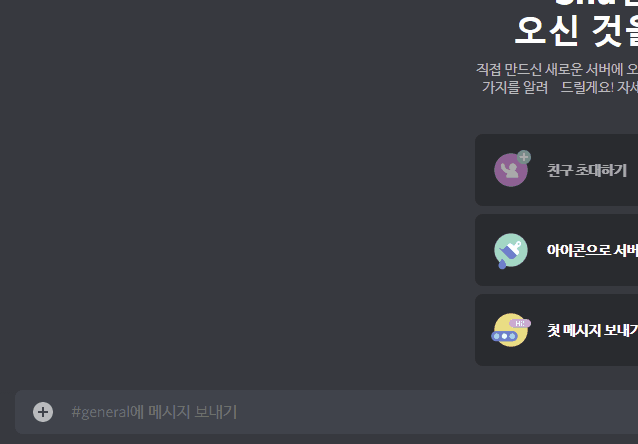 오신 것을
직접 만드신 새로운 서버에 오
가지를 알려 드릴게요! 자세
친구 초대하기
아이콘으로 서버
Hi!
첫 메시지 보내기
#general에 메시지 보내기